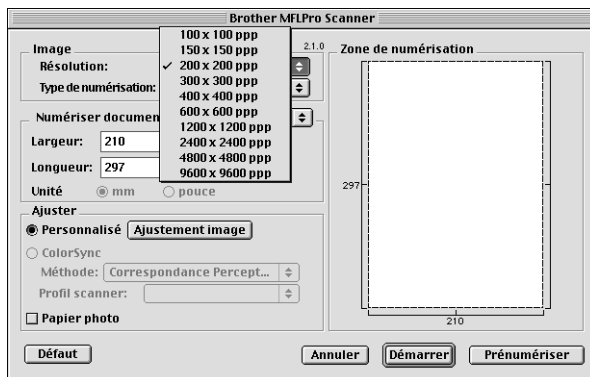 Brother MFLPro Scanner
Image
2.1.0
Résolution:
Type de numérisation:
100 x 100 ppp
150 x 150 ppp
✓ 200 x 200 ppp
300 x 300 ppp
400 x 400 ppp
600 x 600 ppp
1200 x 1200 ppp
2400 x 2400 ppp
4800 x 4800 ppp
9600 x 9600 ppp
Numériser documen
Largeur: 210
Longueur: 297
Unité mm pouce
Ajuster
Personnalisé Ajustement image
ColorSync
Méthode: Correspondance Percept...
Profil scanner:
Papier photo
Zone de numérisation
297
210
Défaut
Annuler
Démarrer
Prénumériser